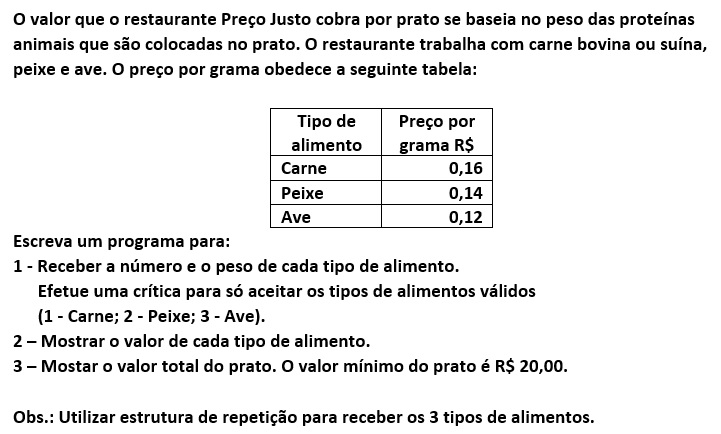 O valor que o restaurante Preço Justo cobra por prato se baseia no peso das proteínas
animais que são colocadas no prato. O restaurante trabalha com carne bovina ou suína,
peixe e ave. O preço por grama obedece a seguinte tabela:
Tipo de alimento Preço por grama R$
Carne 0,16
Peixe 0,14
Ave 0,12
Escreva um programa para:
1 - Receber a número e o peso de cada tipo de alimento.
Efetue uma crítica para só aceitar os tipos de alimentos válidos
(1 - Carne; 2 - Peixe; 3 - Ave).
2 – Mostrar o valor de cada tipo de alimento.
3 – Mostar o valor total do prato. O valor mínimo do prato é R$ 20,00.
Obs.: Utilizar estrutura de repetição para receber os 3 tipos de alimentos.